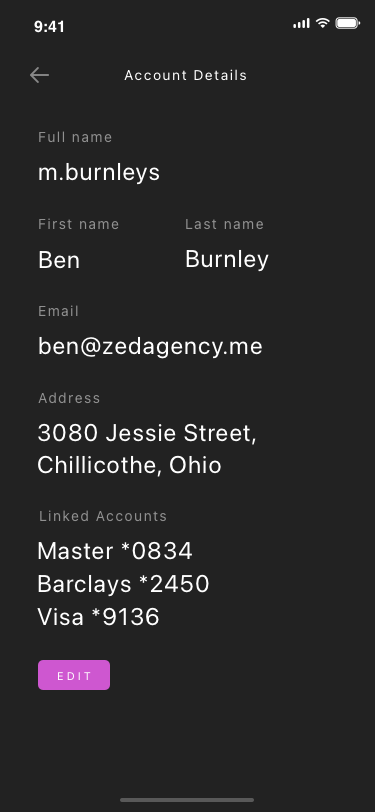 9:41
Account Details
Full name
m.burnleys
First name
Last name
Ben
Burnley
Email
ben@zedagency.me
Address
3080 Jessie Street,
Chillicothe, Ohio
Linked Accounts
Master *0834
Barclays *2450
Visa *9136
EDIT